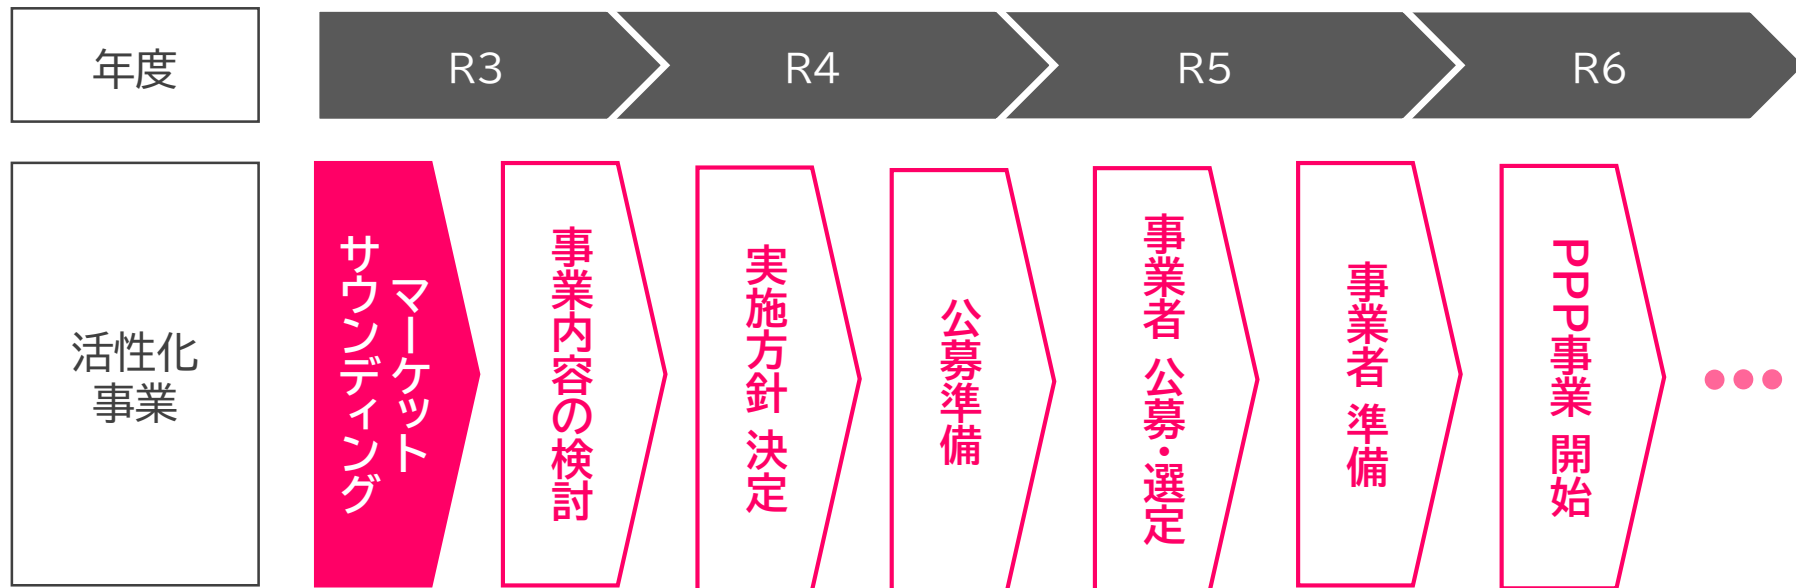 年度
R3
R4
R5
R6
活性化
事業
マーケット
サウンディング
事業内容の検討
実施方針 決定
公募準備
事業者 公募・選定
事業者 準備
PPP事業 開始